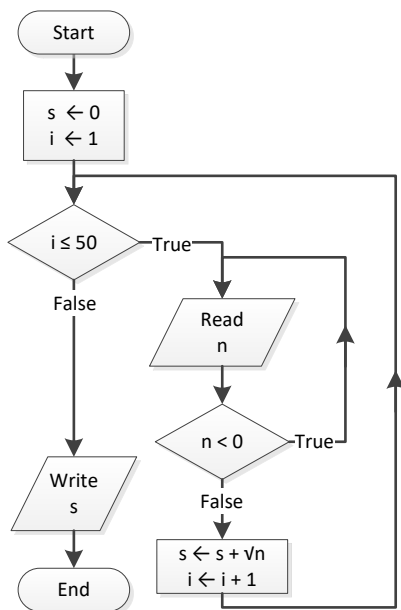 Start
s ← 0
i ← 1
i ≤ 50
True
False
Read
n
n < 0
True
False
Write
s
s ← s + √n
i ← i + 1
End